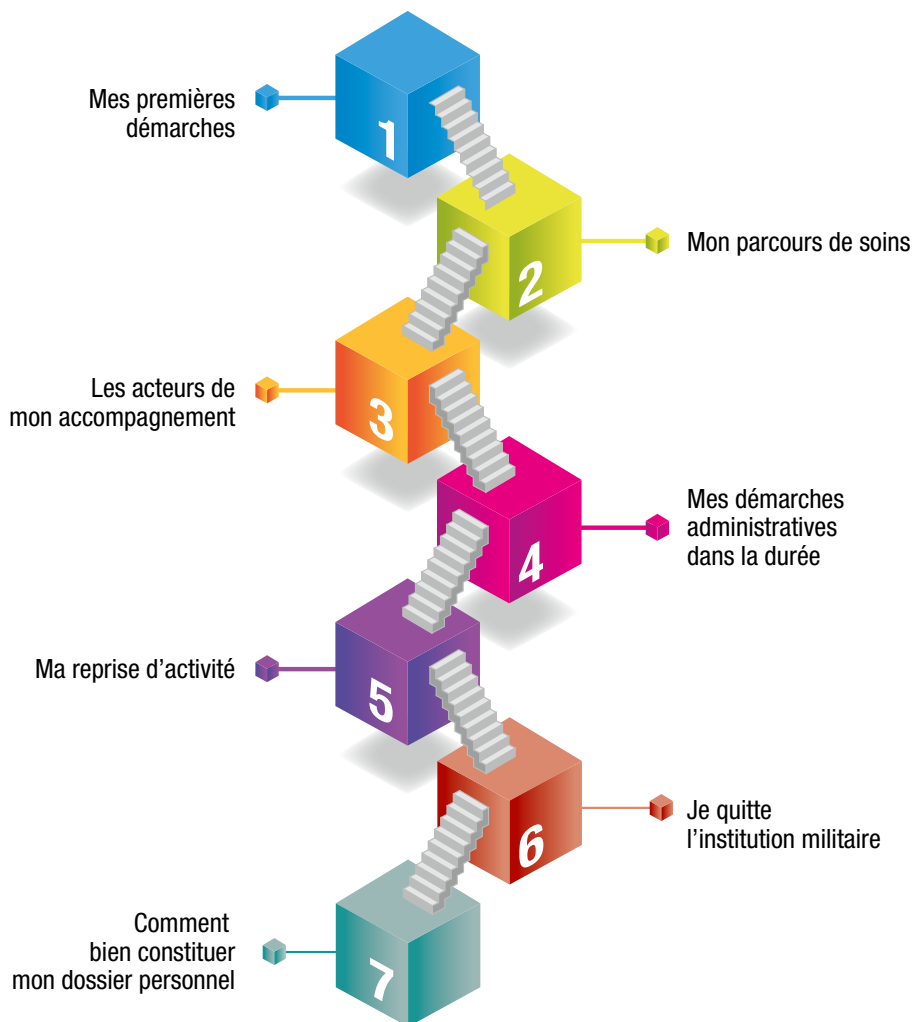 1
Mes premières
démarches
2
Mon parcours de soins
3
Les acteurs de
mon accompagnement
4
Mes démarches
administratives
dans la durée
5
Ma reprise d’activité
6
Je quitte
l’institution militaire
7
Comment
bien constituer
mon dossier personnel